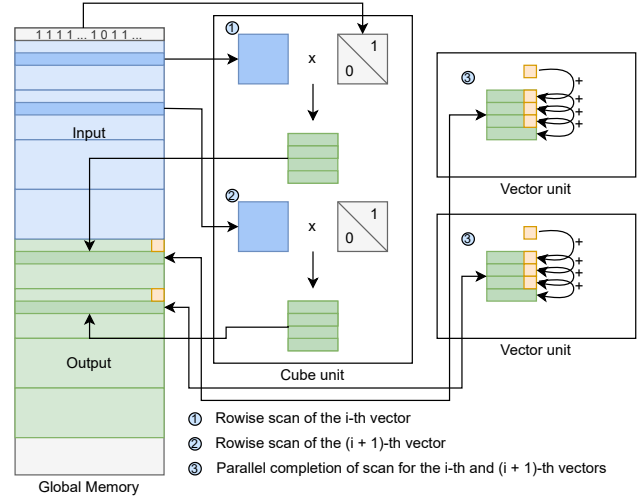 1 1 1 1 ... 1 0 1 1 ...
Input
Output
Global Memory
1
x
1
0
2
x
1
0
Cube unit
3
+
+
+
+
Vector unit
3
+
+
+
+
Vector unit
1 Rowise scan of the i-th vector
2 Rowise scan of the (i + 1)-th vector
3 Parallel completion of scan for the i-th and (i + 1)-th vectors